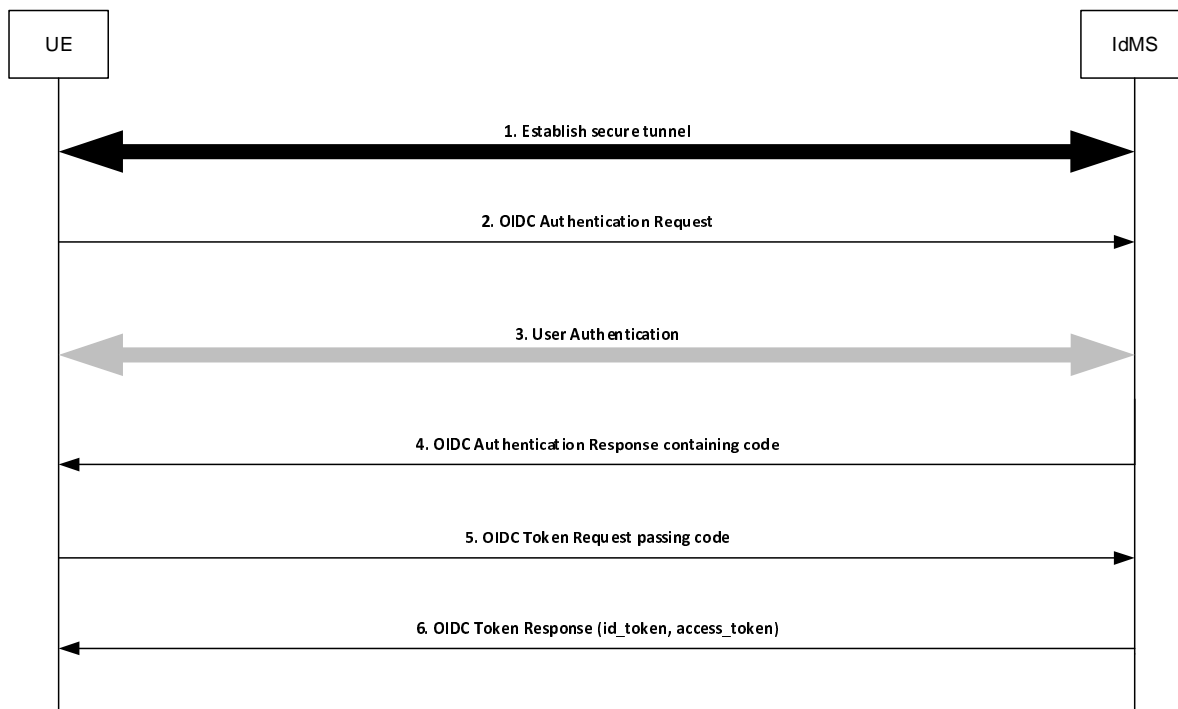 UE
IdMS
1. Establish secure tunnel
2. OIDC Authentication Request
3. User Authentication
4. OIDC Authentication Response containing code
5. OIDC Token Request passing code
6. OIDC Token Response (id_token, access_token)